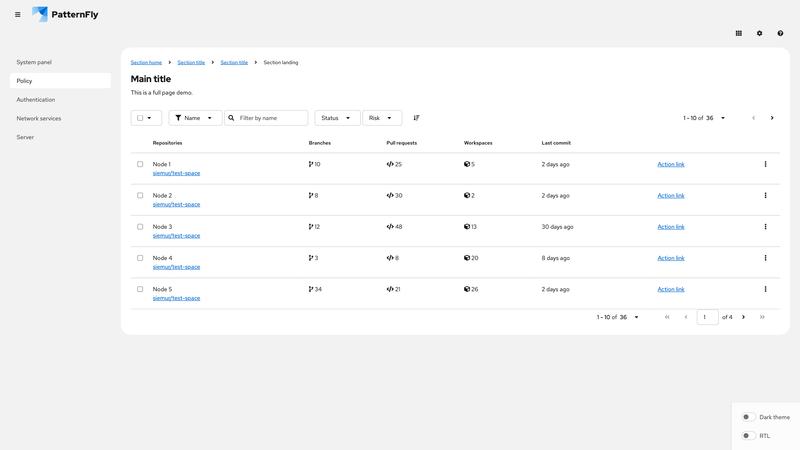 PatternFly
System panel
Policy
Authentication
Network services
Server
Section home Section title Section title Section landing
Main title
This is a full page demo.
Name Filter by name Status Risk 1 - 10 of 36
Repositories Branches Pull requests Workspaces Last commit
Node 1 10 25 5 2 days ago Action link
siemur/test-space
Node 2 8 30 2 2 days ago Action link
siemur/test-space
Node 3 12 48 13 30 days ago Action link
siemur/test-space
Node 4 3 8 20 8 days ago Action link
siemur/test-space
Node 5 34 21 26 2 days ago Action link
siemur/test-space
1 - 10 of 36 1 of 4
Dark theme
RTL